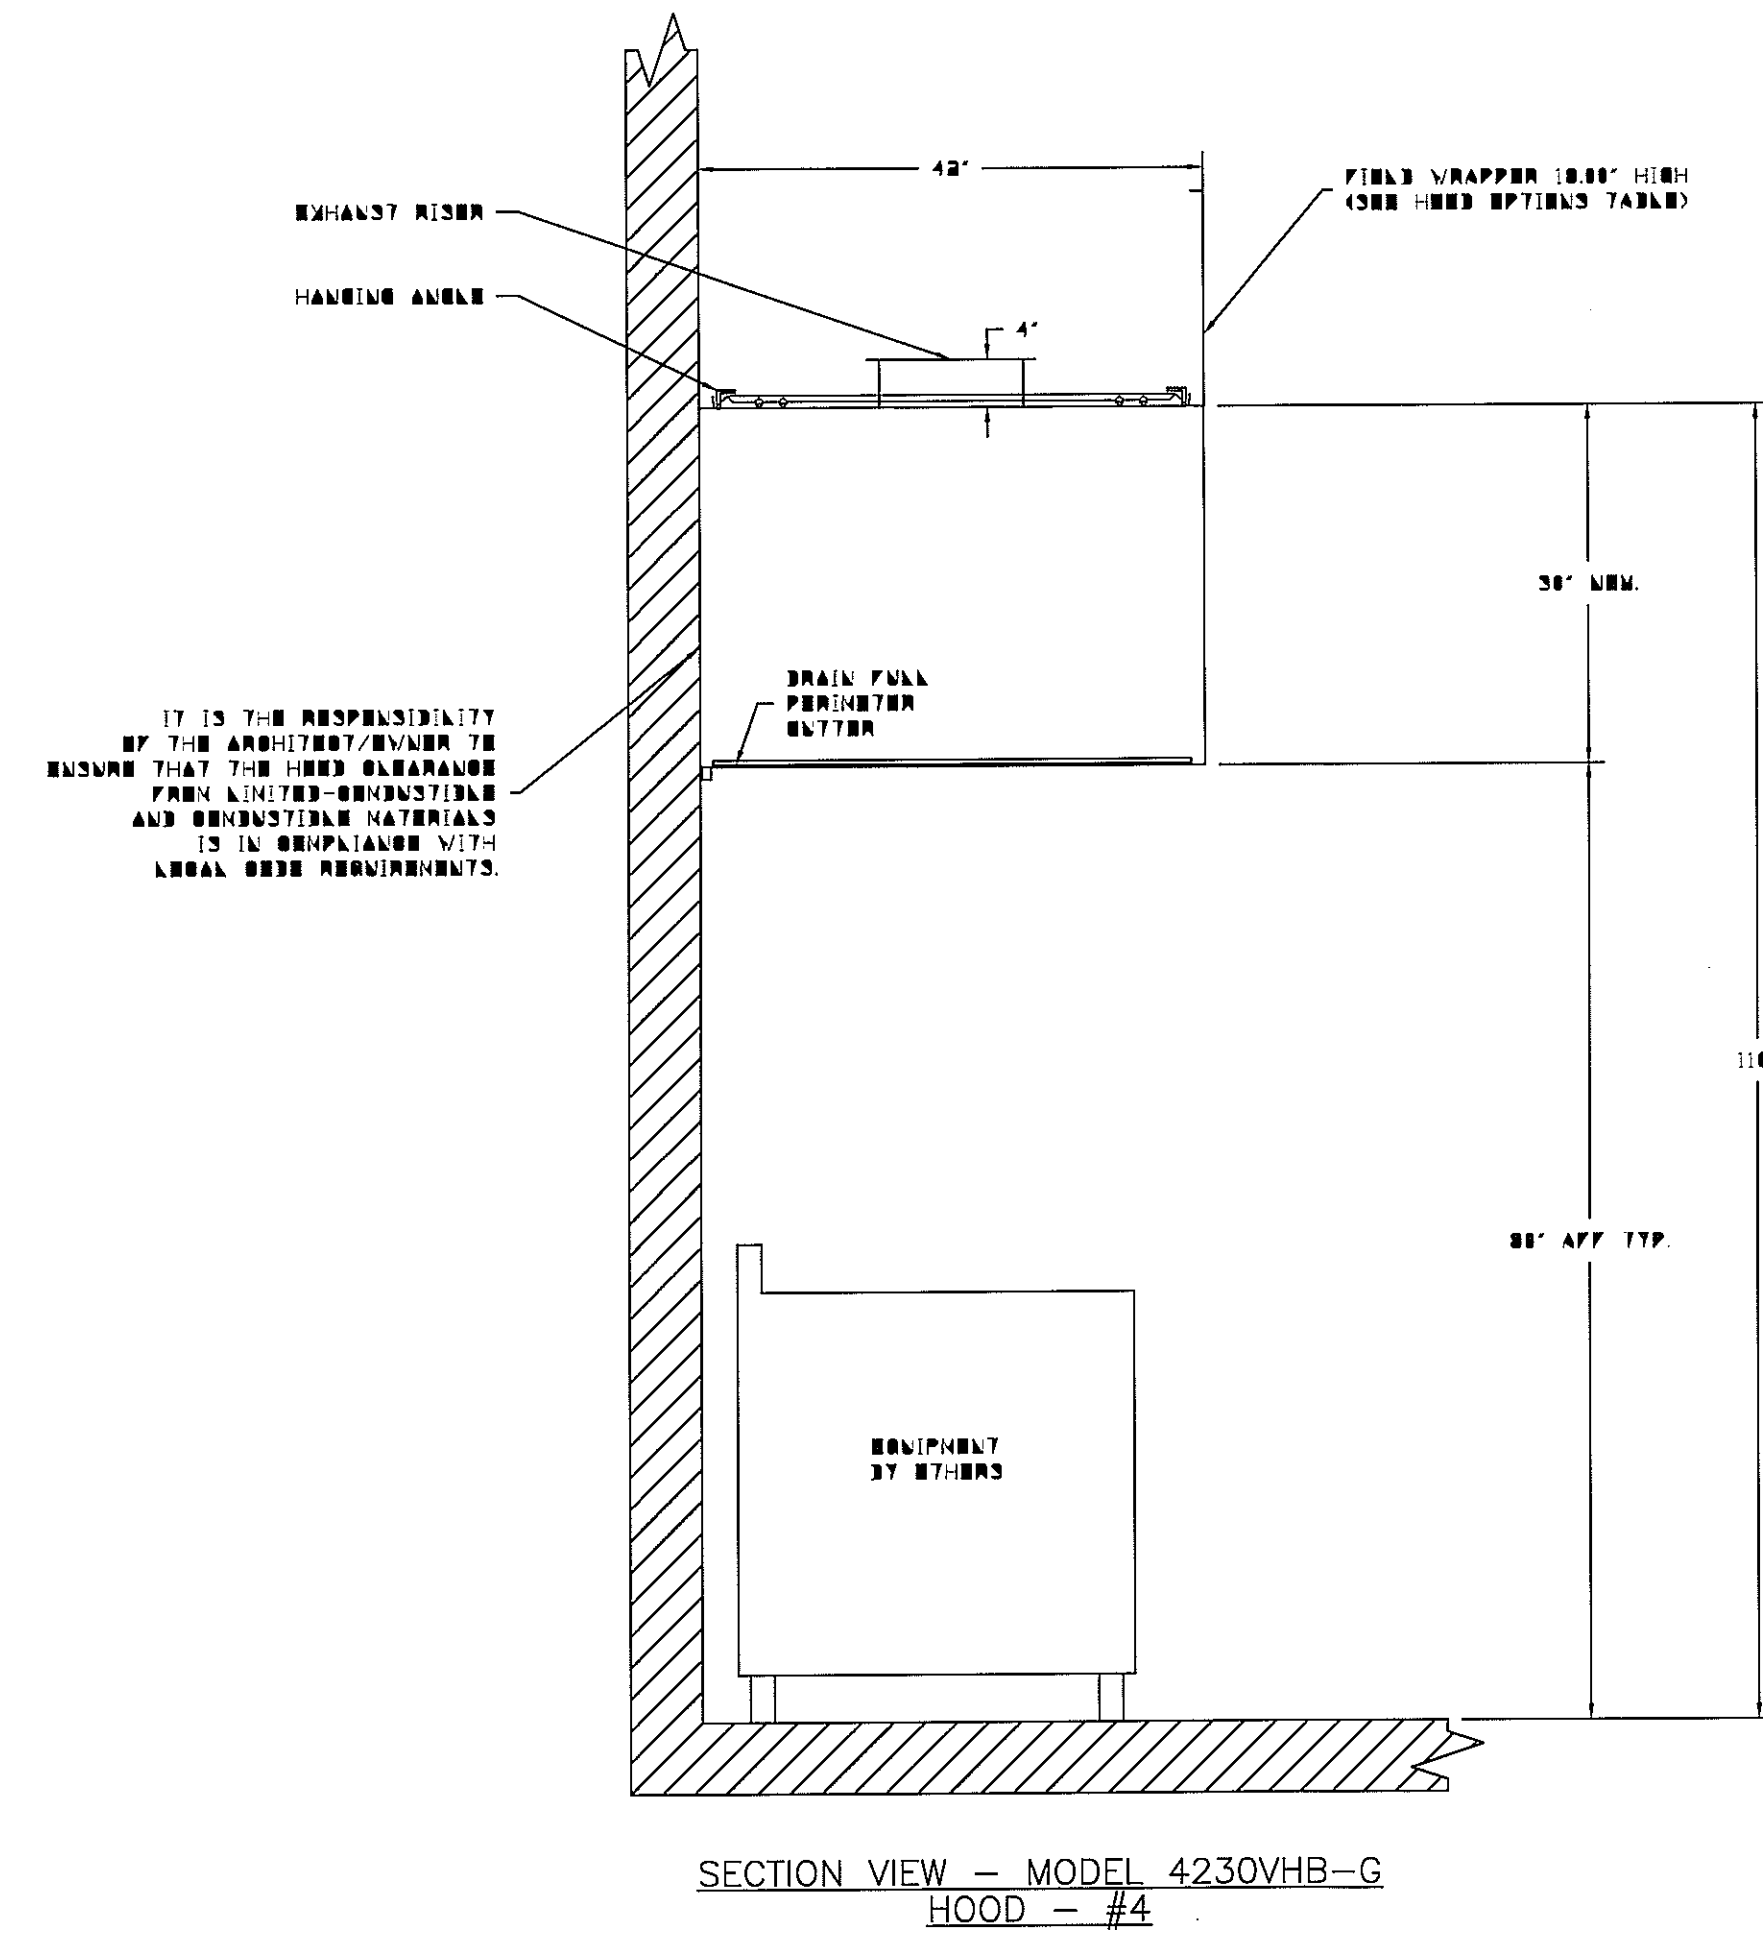 42"
EXHAUST RISER
FIELD WRAPPER 18.00" HIGH
(SEE HOOD OPTIONS TABLE)
HANGING ANGLE
4"
30" NOM.
DRAIN FULL
PERIMETER
GUTTER
IT IS THE RESPONSIBILITY
OF THE ARCHITECT/OWNER TO
ENSURE THAT THE HOOD CLEARANCE
FROM LIMITED-COMBUSTIBLE
AND COMBUSTIBLE MATERIALS
IS IN COMPLIANCE WITH
LOCAL CODE REQUIREMENTS.
80" AFF TYP.
EQUIPMENT
BY OTHERS
SECTION VIEW – MODEL 4230VHB–G
HOOD – #4